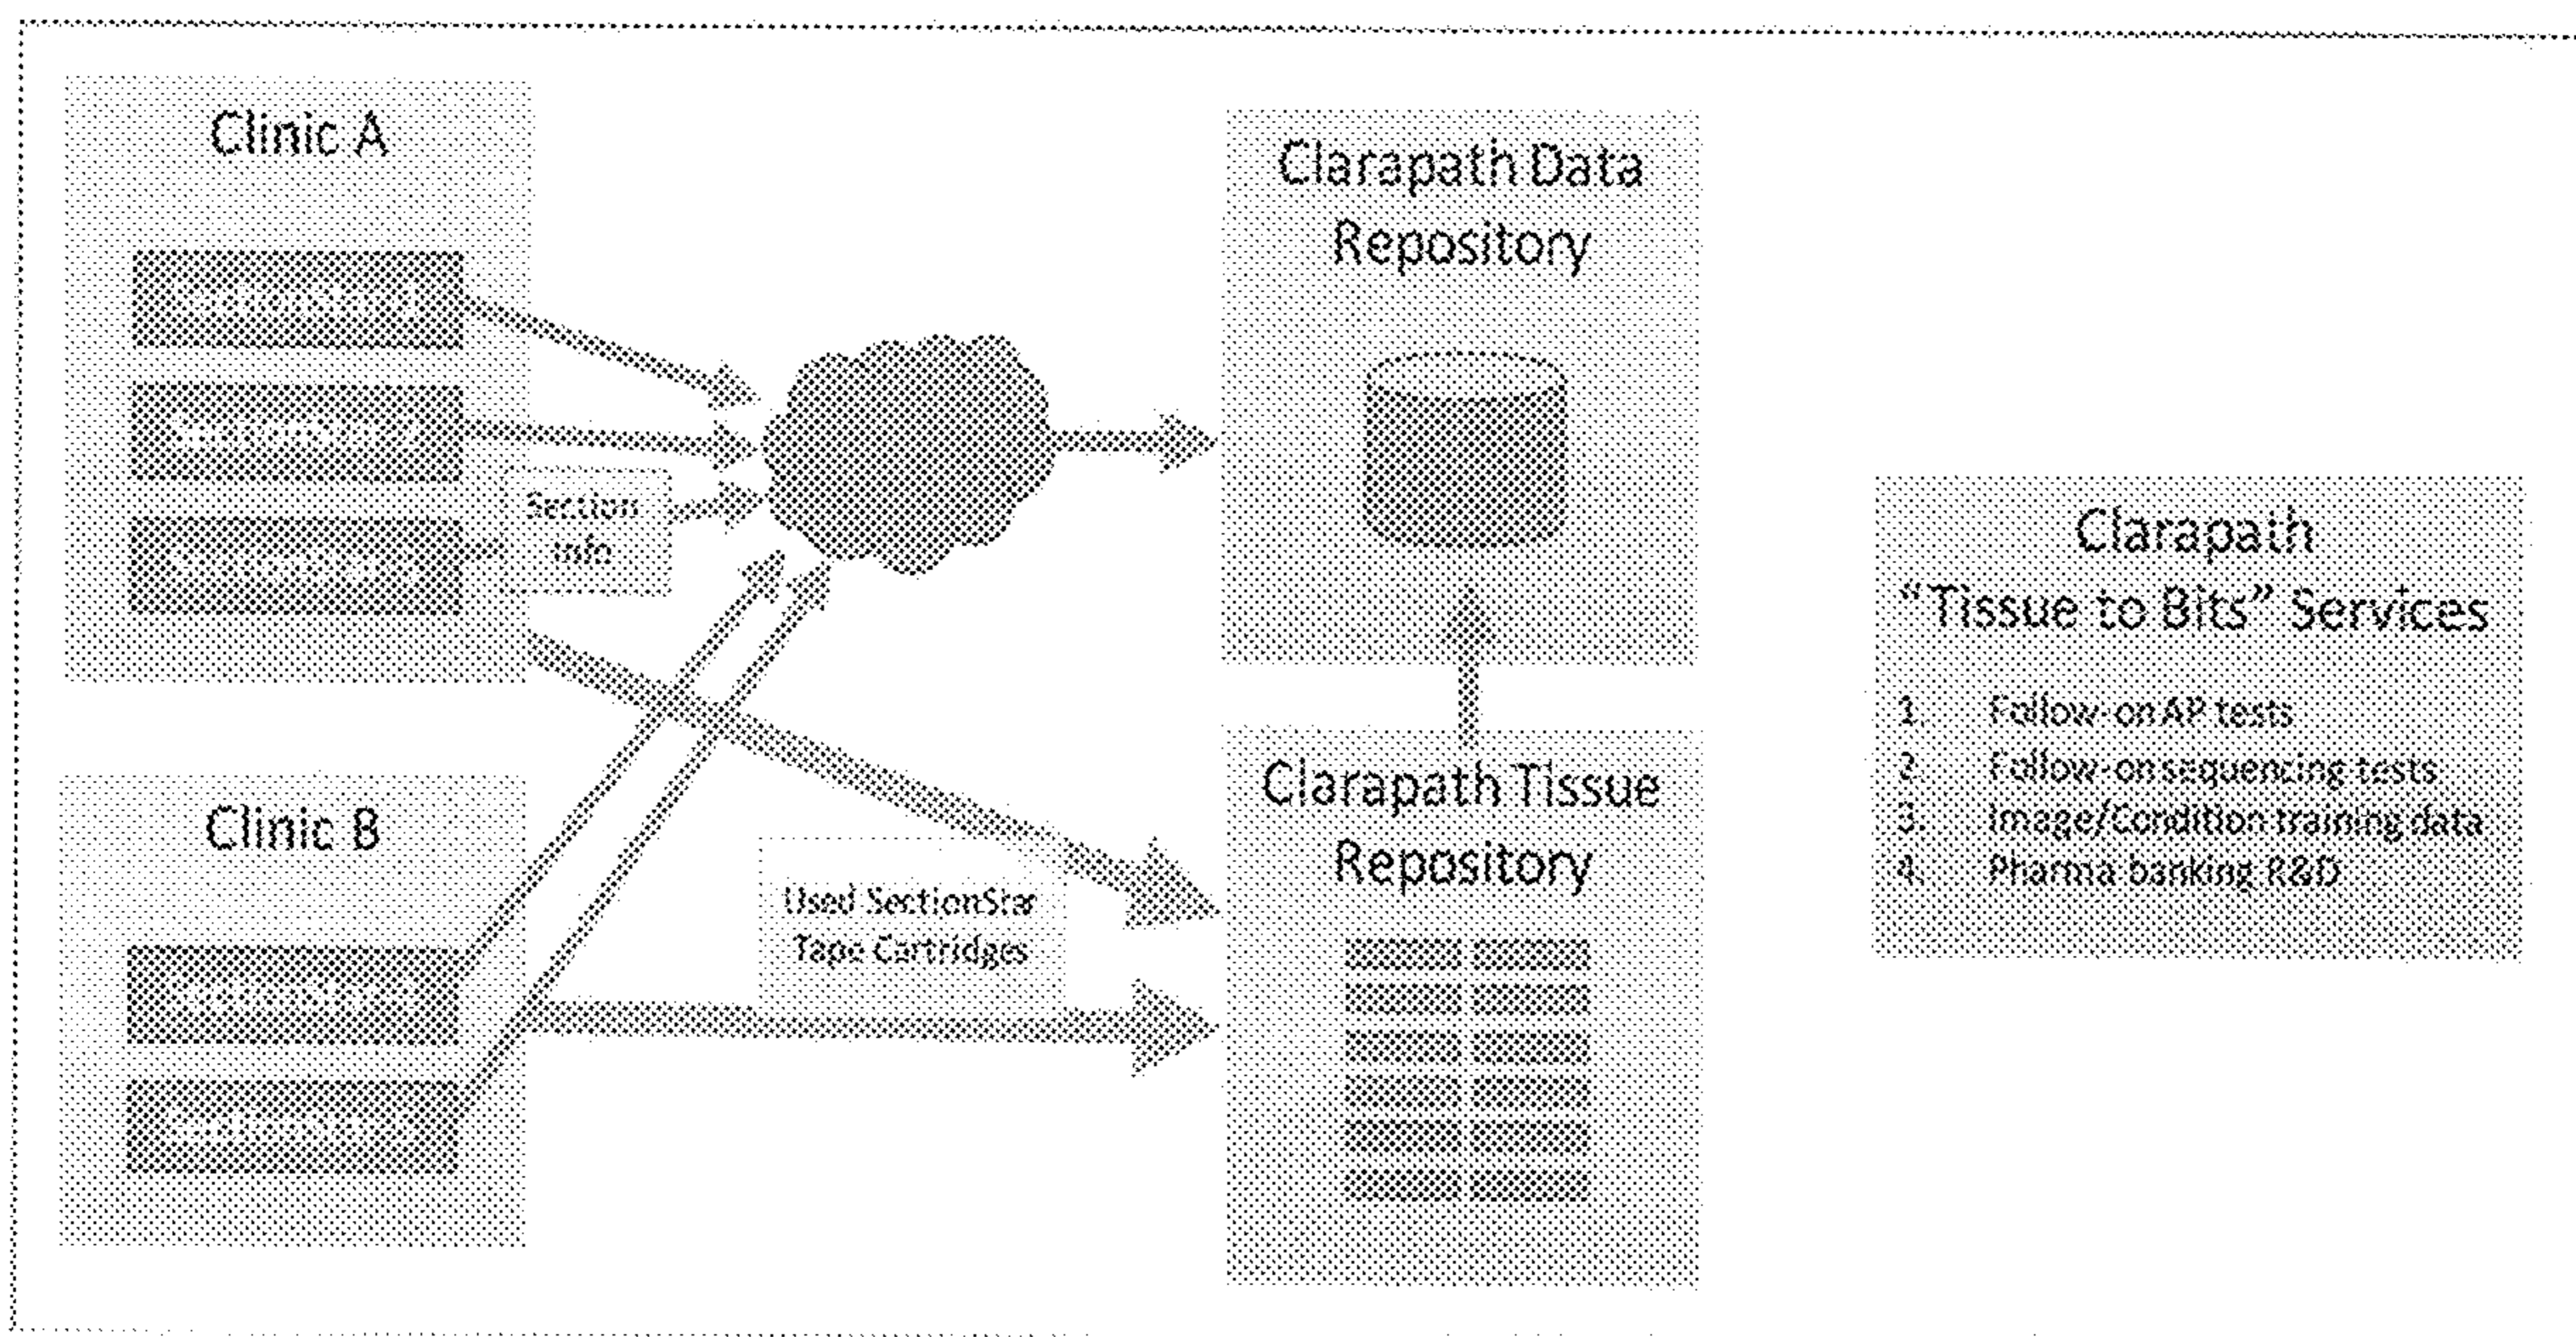 Clinic A
Section
Info
Clinic B
Used SectionStar
Tape Cartridges
Clarapath Data
Repository
Clarapath Tissue
Repository
Clarapath
"Tissue to Bits" Services
1. Follow-on AP tests
2. Follow-on sequencing tests
3. Image/Condition training data
4. Pharma banking R&D